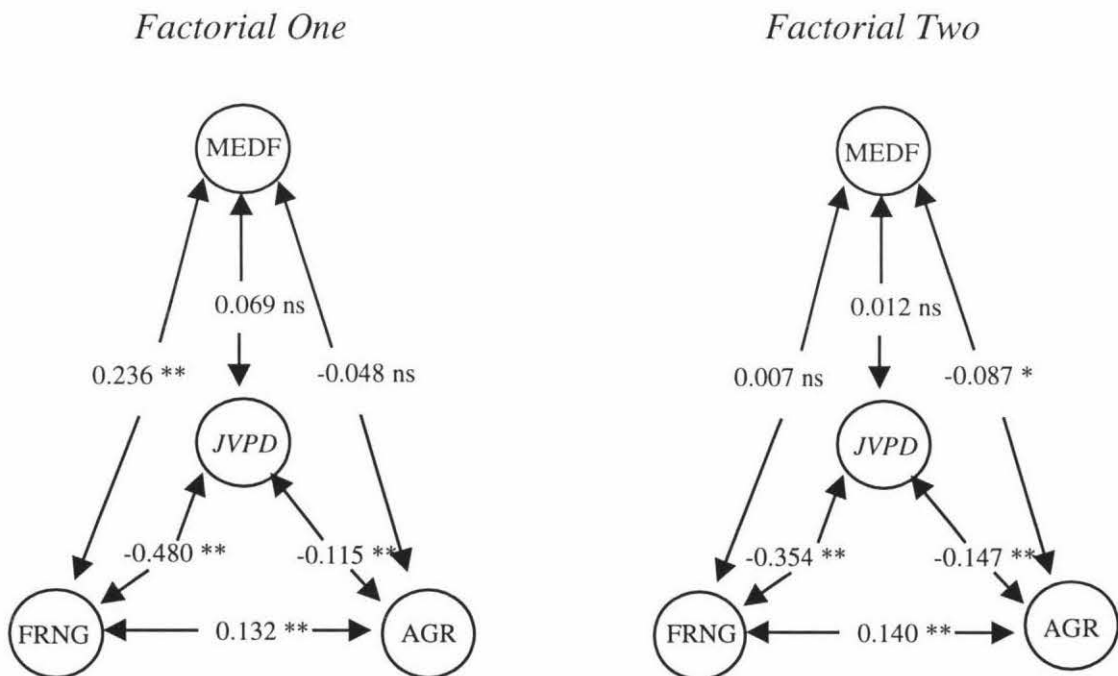 Factorial One
MEDF
0.069 ns
0.236 **
-0.048 ns
JVPD
-0.480 **
-0.115 **
FRNG
0.132 **
AGR
Factorial Two
MEDF
0.012 ns
0.007 ns
-0.087 *
JVPD
-0.354 **
-0.147 **
FRNG
0.140 **
AGR